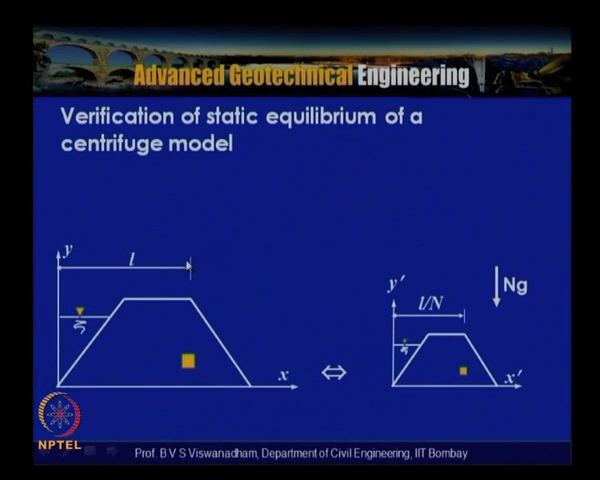 Advanced Geotechnical Engineering
Verification of static equilibrium of a
centrifuge model
y
l
x
y′
l/N
Ng
x′
NPTEL
Prof. B V S Viswanadham, Department of Civil Engineering, IIT Bombay